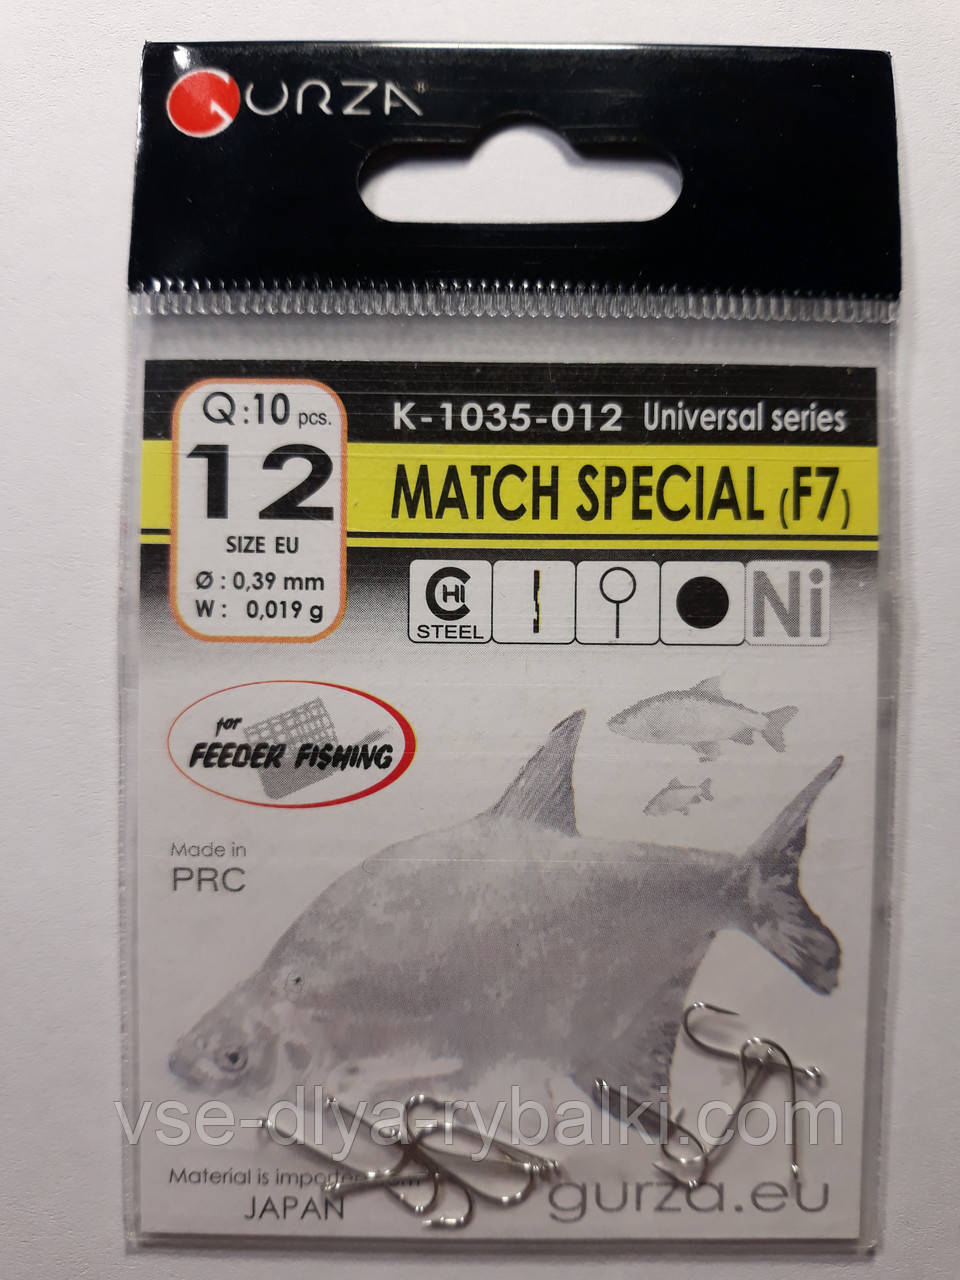 GURZA®
Q:10 pcs.
12
SIZE EU
Ø : 0,39 mm
W : 0,019 g
K-1035-012 Universal series
MATCH SPECIAL (F7)
C HI
STEEL
Ni
for
FEEDER FISHING
Made in
PRC
vse-dlya-rybalki.com
Material is imported from
JAPAN
gurza.eu